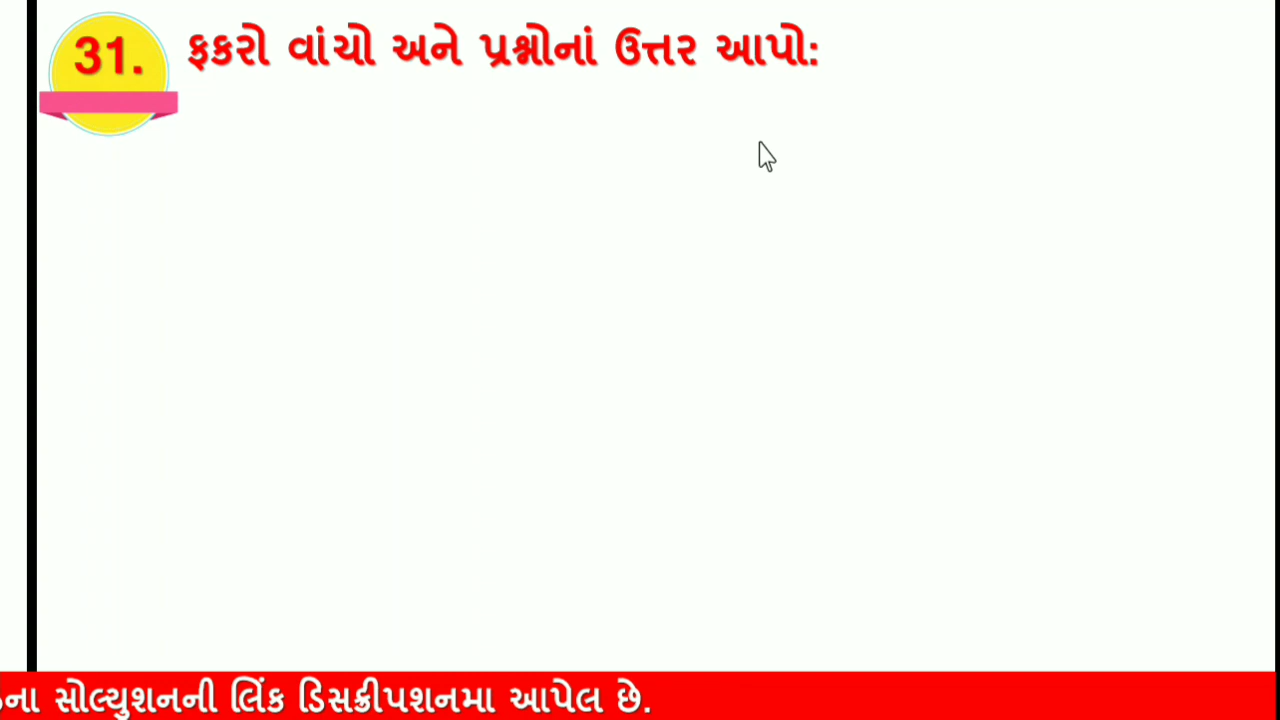 31.
ફકરો વાંચો અને પ્રશ્નોનાં ઉત્તર આપો:
સોલ્યુશનની લિંક ડિસક્રીપશનમા આપેલ છે.